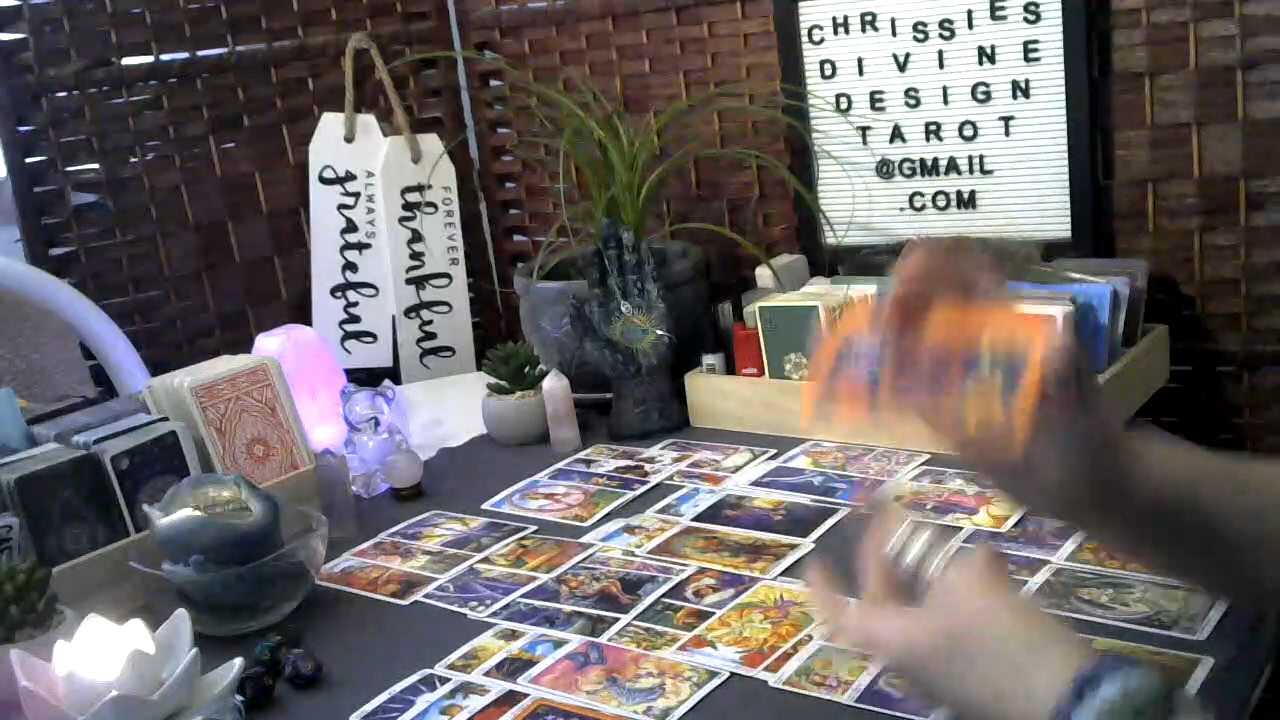 CHRISSIES
DIVINE
DESIGN
TAROT
@GMAIL
.COM
ALWAYS
grateful
FOREVER
thankful